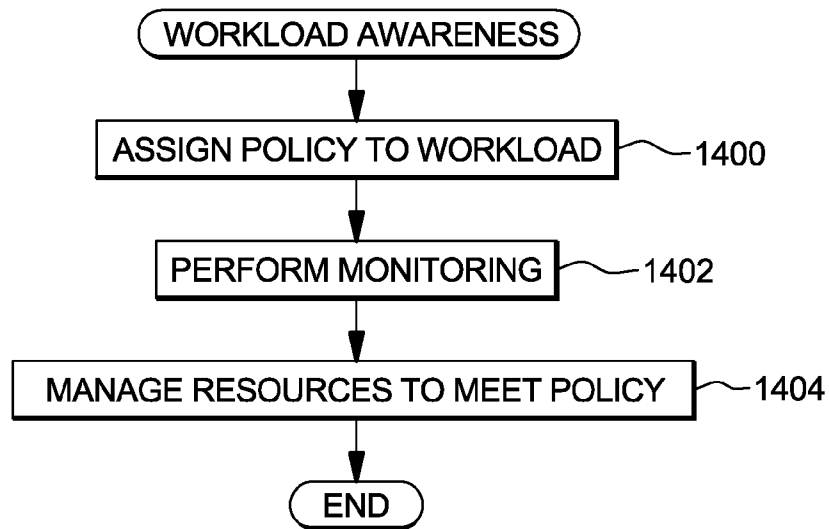 WORKLOAD AWARENESS
ASSIGN POLICY TO WORKLOAD
1400
PERFORM MONITORING
1402
MANAGE RESOURCES TO MEET POLICY
1404
END